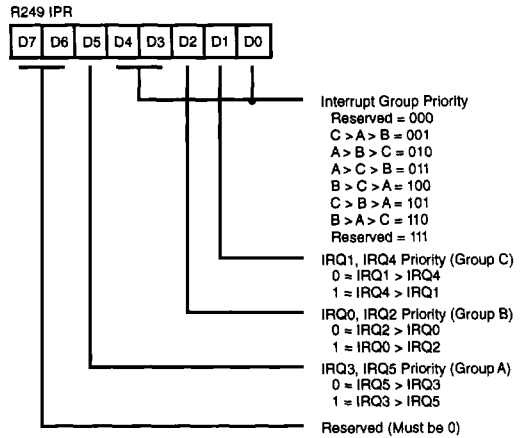 R249 IPR
D7 D6 D5 D4 D3 D2 D1 D0
Interrupt Group Priority
Reserved = 000
C > A > B = 001
A > B > C = 010
A > C > B = 011
B > C > A = 100
C > B > A = 101
B > A > C = 110
Reserved = 111
IRQ1, IRQ4 Priority (Group C)
0 = IRQ1 > IRQ4
1 = IRQ4 > IRQ1
IRQ0, IRQ2 Priority (Group B)
0 = IRQ2 > IRQ0
1 = IRQ0 > IRQ2
IRQ3, IRQ5 Priority (Group A)
0 = IRQ5 > IRQ3
1 = IRQ3 > IRQ5
Reserved (Must be 0)